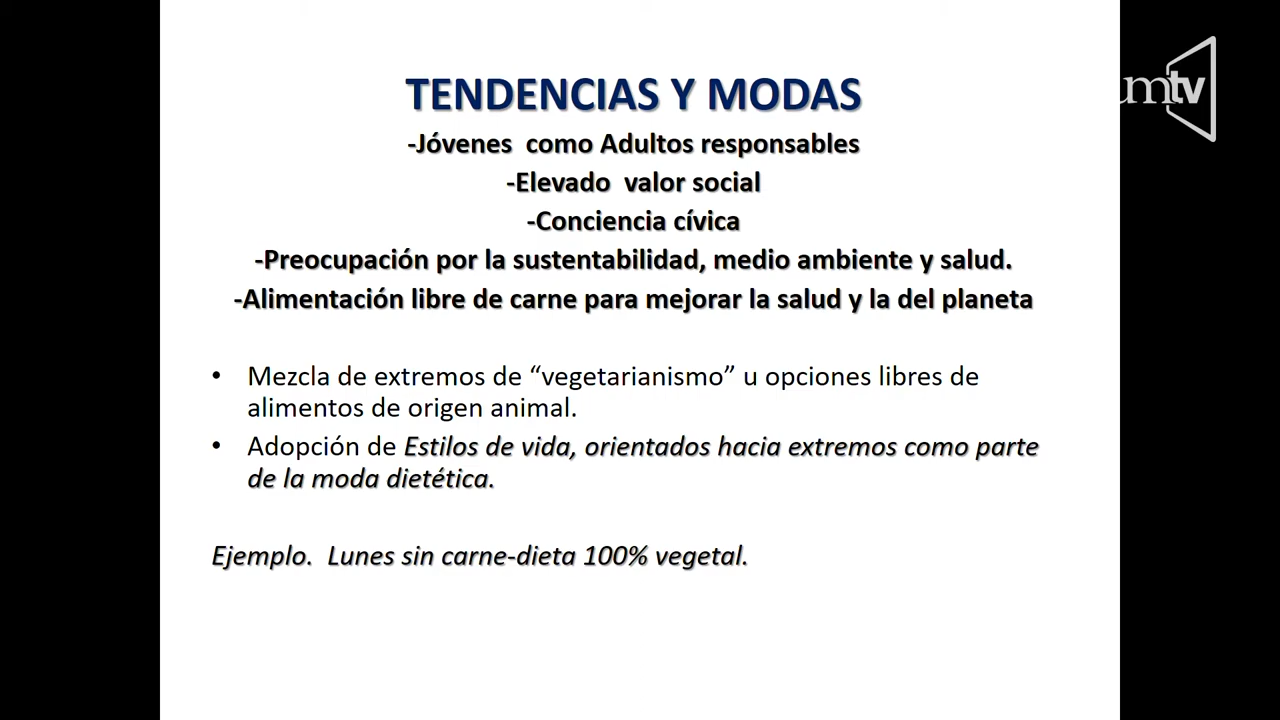 TENDENCIAS Y MODAS
-Jóvenes  como Adultos responsables
-Elevado  valor social
-Conciencia cívica
-Preocupación por la sustentabilidad, medio ambiente y salud.
-Alimentación libre de carne para mejorar la salud y la del planeta
• Mezcla de extremos de “vegetarianismo” u opciones libres de
alimentos de origen animal.
• Adopción de Estilos de vida, orientados hacia extremos como parte
de la moda dietética.
Ejemplo.  Lunes sin carne-dieta 100% vegetal.
umtv